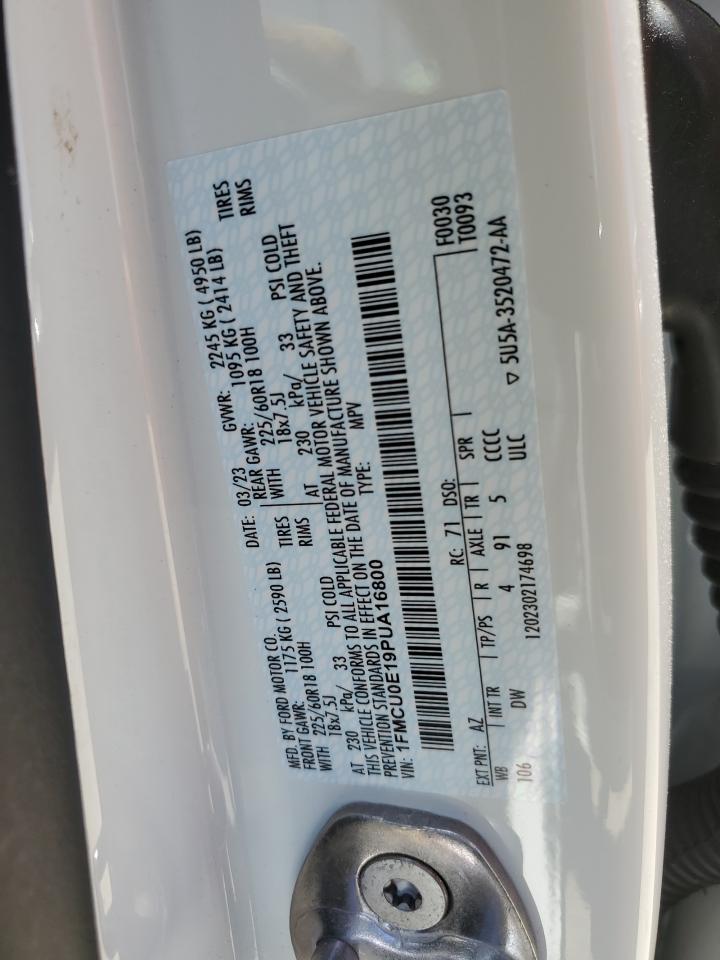 MFD. BY FORD MOTOR CO. DATE: 03/23 GVWR: 2245 KG ( 4950 LB)
FRONT GAWR: 1175 KG ( 2590 LB) REAR GAWR: 1095 KG ( 2414 LB)
WITH 225/60R18 100H TIRES WITH 225/60R18 100H TIRES
18x7.5J RIMS 18x7.5J RIMS
AT 230 kPa/ 33 PSI COLD AT 230 kPa/ 33 PSI COLD
THIS VEHICLE CONFORMS TO ALL APPLICABLE FEDERAL MOTOR VEHICLE SAFETY AND THEFT
PREVENTION STANDARDS IN EFFECT ON THE DATE OF MANUFACTURE SHOWN ABOVE.
VIN: 1FMCU0E19PUA16800 TYPE: MPV
F0030
T0093
EXT PNT: AZ RC: 71 DSO:
WB INT TR TP/PS R AXLE TR SPR
106 DW 4 91 5 CCCC
▽ 5U5A-3520472-AA
1202302174698 ULC